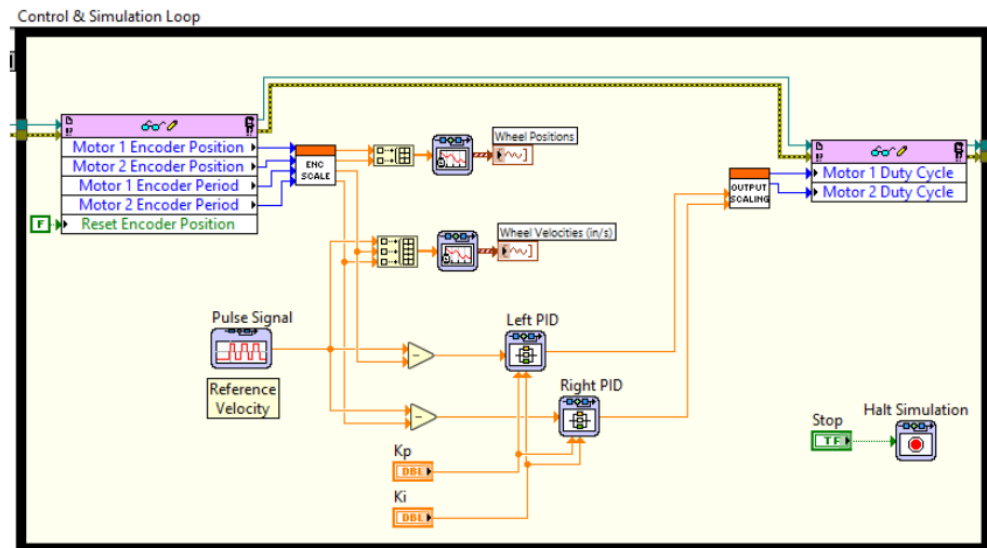 Control & Simulation Loop
Motor 1 Encoder Position
Motor 2 Encoder Position
Motor 1 Encoder Period
Motor 2 Encoder Period
F
Reset Encoder Position
ENC
SCALE
Wheel Positions
Wheel Velocities (in/s)
Motor 1 Duty Cycle
Motor 2 Duty Cycle
OUTPUT
SCALING
Pulse Signal
Reference
Velocity
Left PID
Right PID
Kp
DBL
Ki
DBL
Stop
TF
Halt Simulation